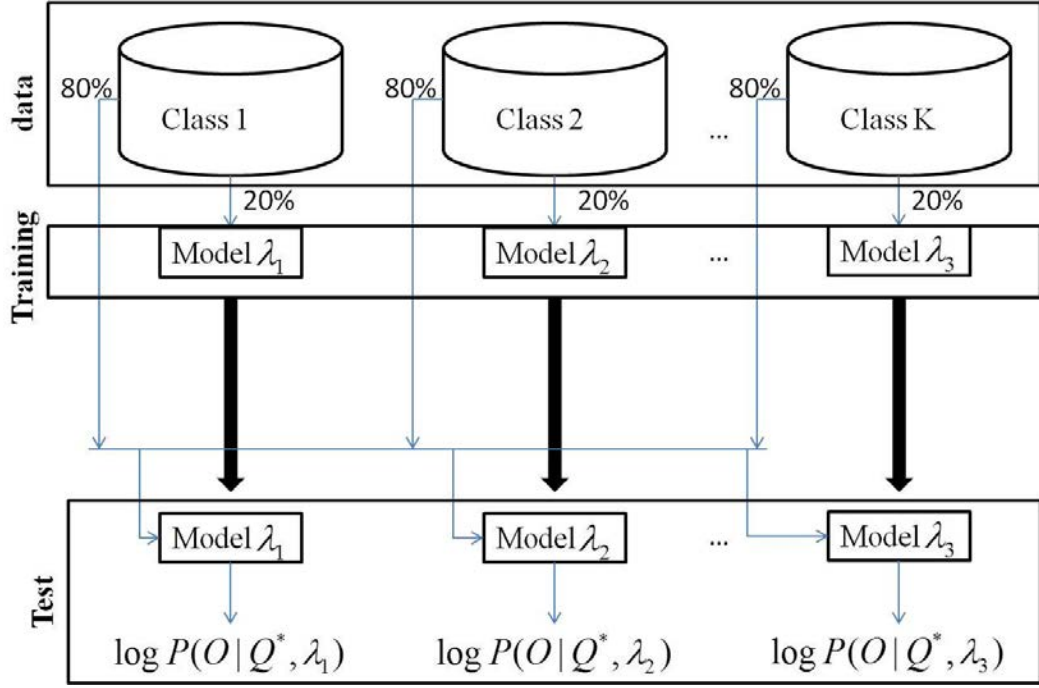 data
80%
Class 1
80%
Class 2
...
80%
Class K
20%
20%
20%
Training
Model λ₁
Model λ₂
...
Model λ₃
Test
Model λ₁
Model λ₂
...
Model λ₃
log P(O | Q*, λ₁)
log P(O | Q*, λ₂)
log P(O | Q*, λ₃)